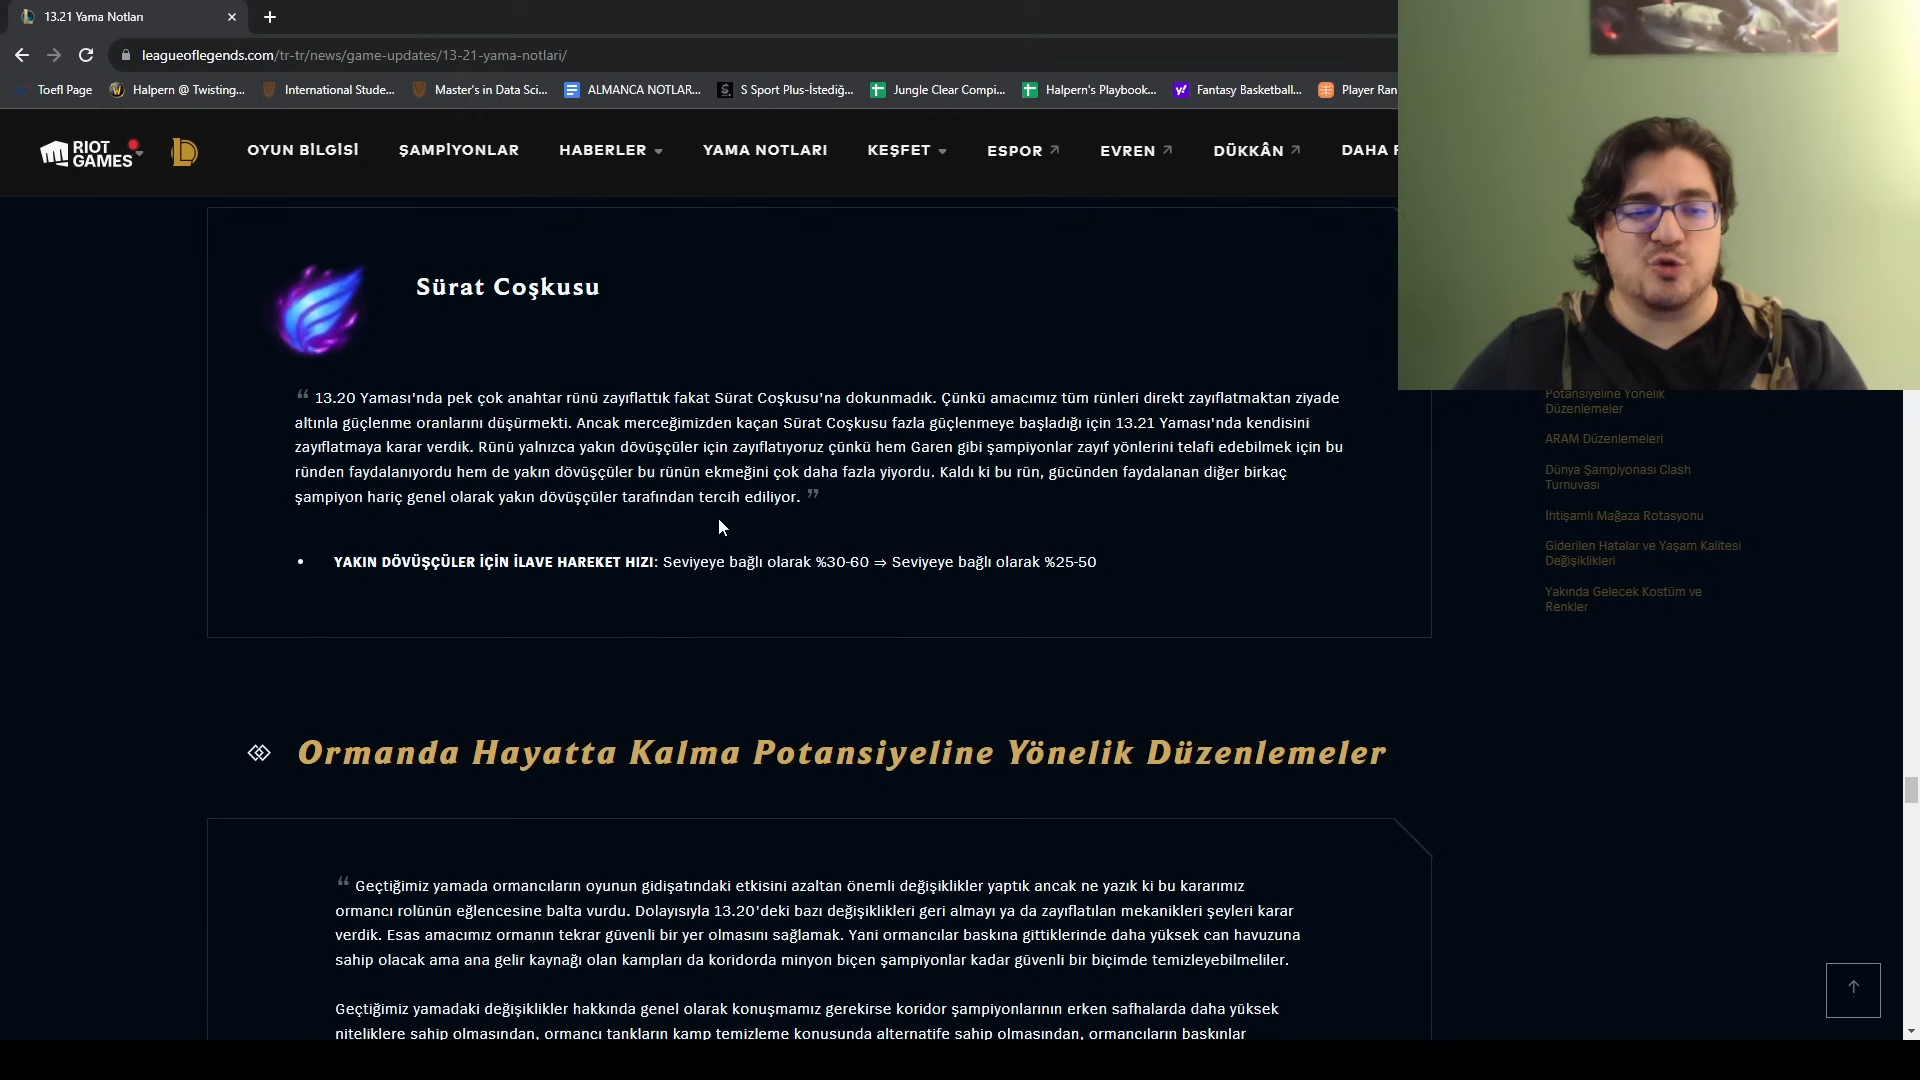 13.21 Yama Notları
leagueoflegends.com/tr-tr/news/game-updates/13-21-yama-notlari/
Toefl Page
Halpern @ Twisting...
International Stude...
Master's in Data Sci...
ALMANCA NOTLAR...
S Sport Plus-İstediğ...
Jungle Clear Compi...
Halpern's Playbook...
Fantasy Basketball...
Player Ran
RIOT
GAMES
OYUN BİLGİSİ
ŞAMPİYONLAR
HABERLER
YAMA NOTLARI
KEŞFET
ESPOR
EVREN
DÜKKÂN
DAHA F
Sürat Coşkusu
“ 13.20 Yaması'nda pek çok anahtar rünü zayıflattık fakat Sürat Coşkusu'na dokunmadık. Çünkü amacımız tüm rünleri direkt zayıflatmaktan ziyade
altınla güçlenme oranlarını düşürmekti. Ancak merceğimizden kaçan Sürat Coşkusu fazla güçlenmeye başladığı için 13.21 Yaması'nda kendisini
zayıflatmaya karar verdik. Rünü yalnızca yakın dövüşçüler için zayıflatıyoruz çünkü hem Garen gibi şampiyonlar zayıf yönlerini telafi edebilmek için bu
ründen faydalanıyordu hem de yakın dövüşçüler bu rünün ekmeğini çok daha fazla yiyordu. Kaldı ki bu rün, gücünden faydalanan diğer birkaç
şampiyon hariç genel olarak yakın dövüşçüler tarafından tercih ediliyor. ”
• YAKIN DÖVÜŞÇÜLER İÇİN İLAVE HAREKET HIZI: Seviyeye bağlı olarak %30-60 ⇒ Seviyeye bağlı olarak %25-50
Potansiyeline Yönelik
Düzenlemeler
ARAM Düzenlemeleri
Dünya Şampiyonası Clash
Turnuvası
İhtişamlı Mağaza Rotasyonu
Giderilen Hatalar ve Yaşam Kalitesi
Değişiklikleri
Yakında Gelecek Kostüm ve
Renkler
Ormanda Hayatta Kalma Potansiyeline Yönelik Düzenlemeler
“ Geçtiğimiz yamada ormancıların oyunun gidişatındaki etkisini azaltan önemli değişiklikler yaptık ancak ne yazık ki bu kararımız
ormancı rolünün eğlencesine balta vurdu. Dolayısıyla 13.20'deki bazı değişiklikleri geri almayı ya da zayıflatılan mekanikleri şeyleri karar
verdik. Esas amacımız ormanın tekrar güvenli bir yer olmasını sağlamak. Yani ormancılar baskına gittiklerinde daha yüksek can havuzuna
sahip olacak ama ana gelir kaynağı olan kampları da koridorda minyon biçen şampiyonlar kadar güvenli bir biçimde temizleyebilmeliler.
Geçtiğimiz yamadaki değişiklikler hakkında genel olarak konuşmamız gerekirse koridor şampiyonlarının erken safhalarda daha yüksek
niteliklere sahip olmasından, ormancı tankların kamp temizleme konusunda alternatife sahip olmasından, ormancıların baskınlar